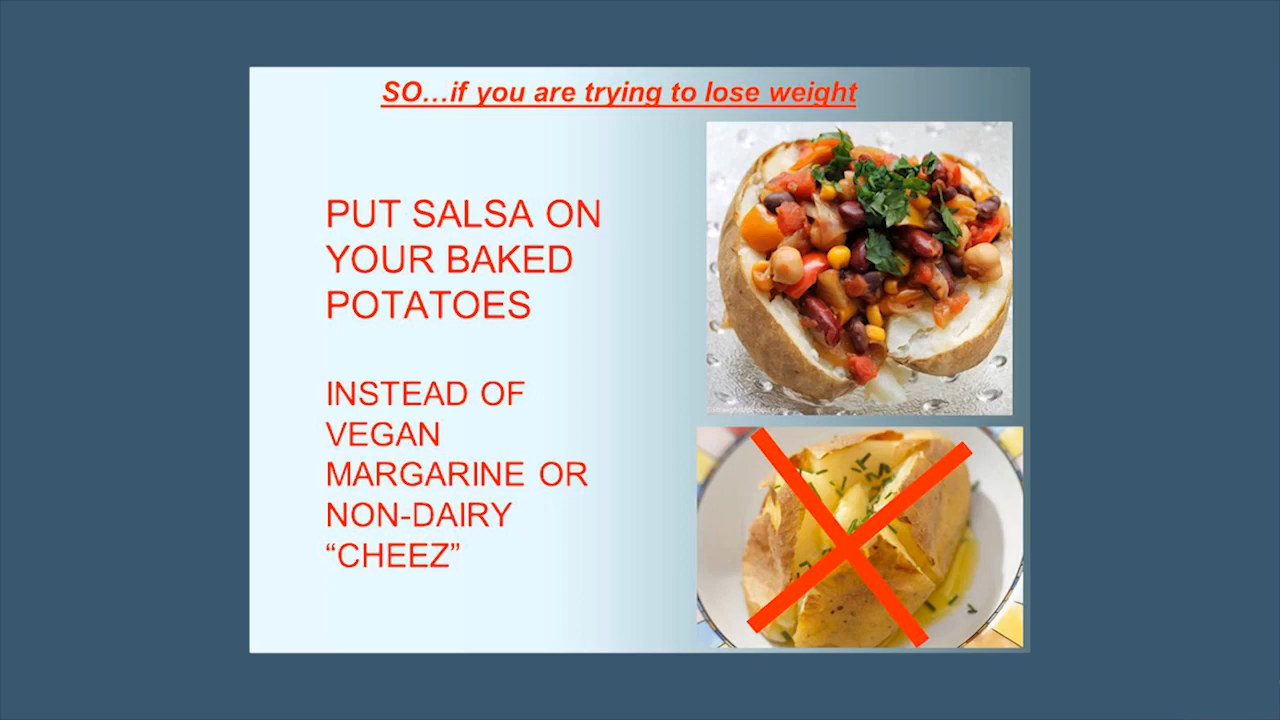 SO...if you are trying to lose weight
PUT SALSA ON
YOUR BAKED
POTATOES
INSTEAD OF
VEGAN
MARGARINE OR
NON-DAIRY
“CHEEZ”